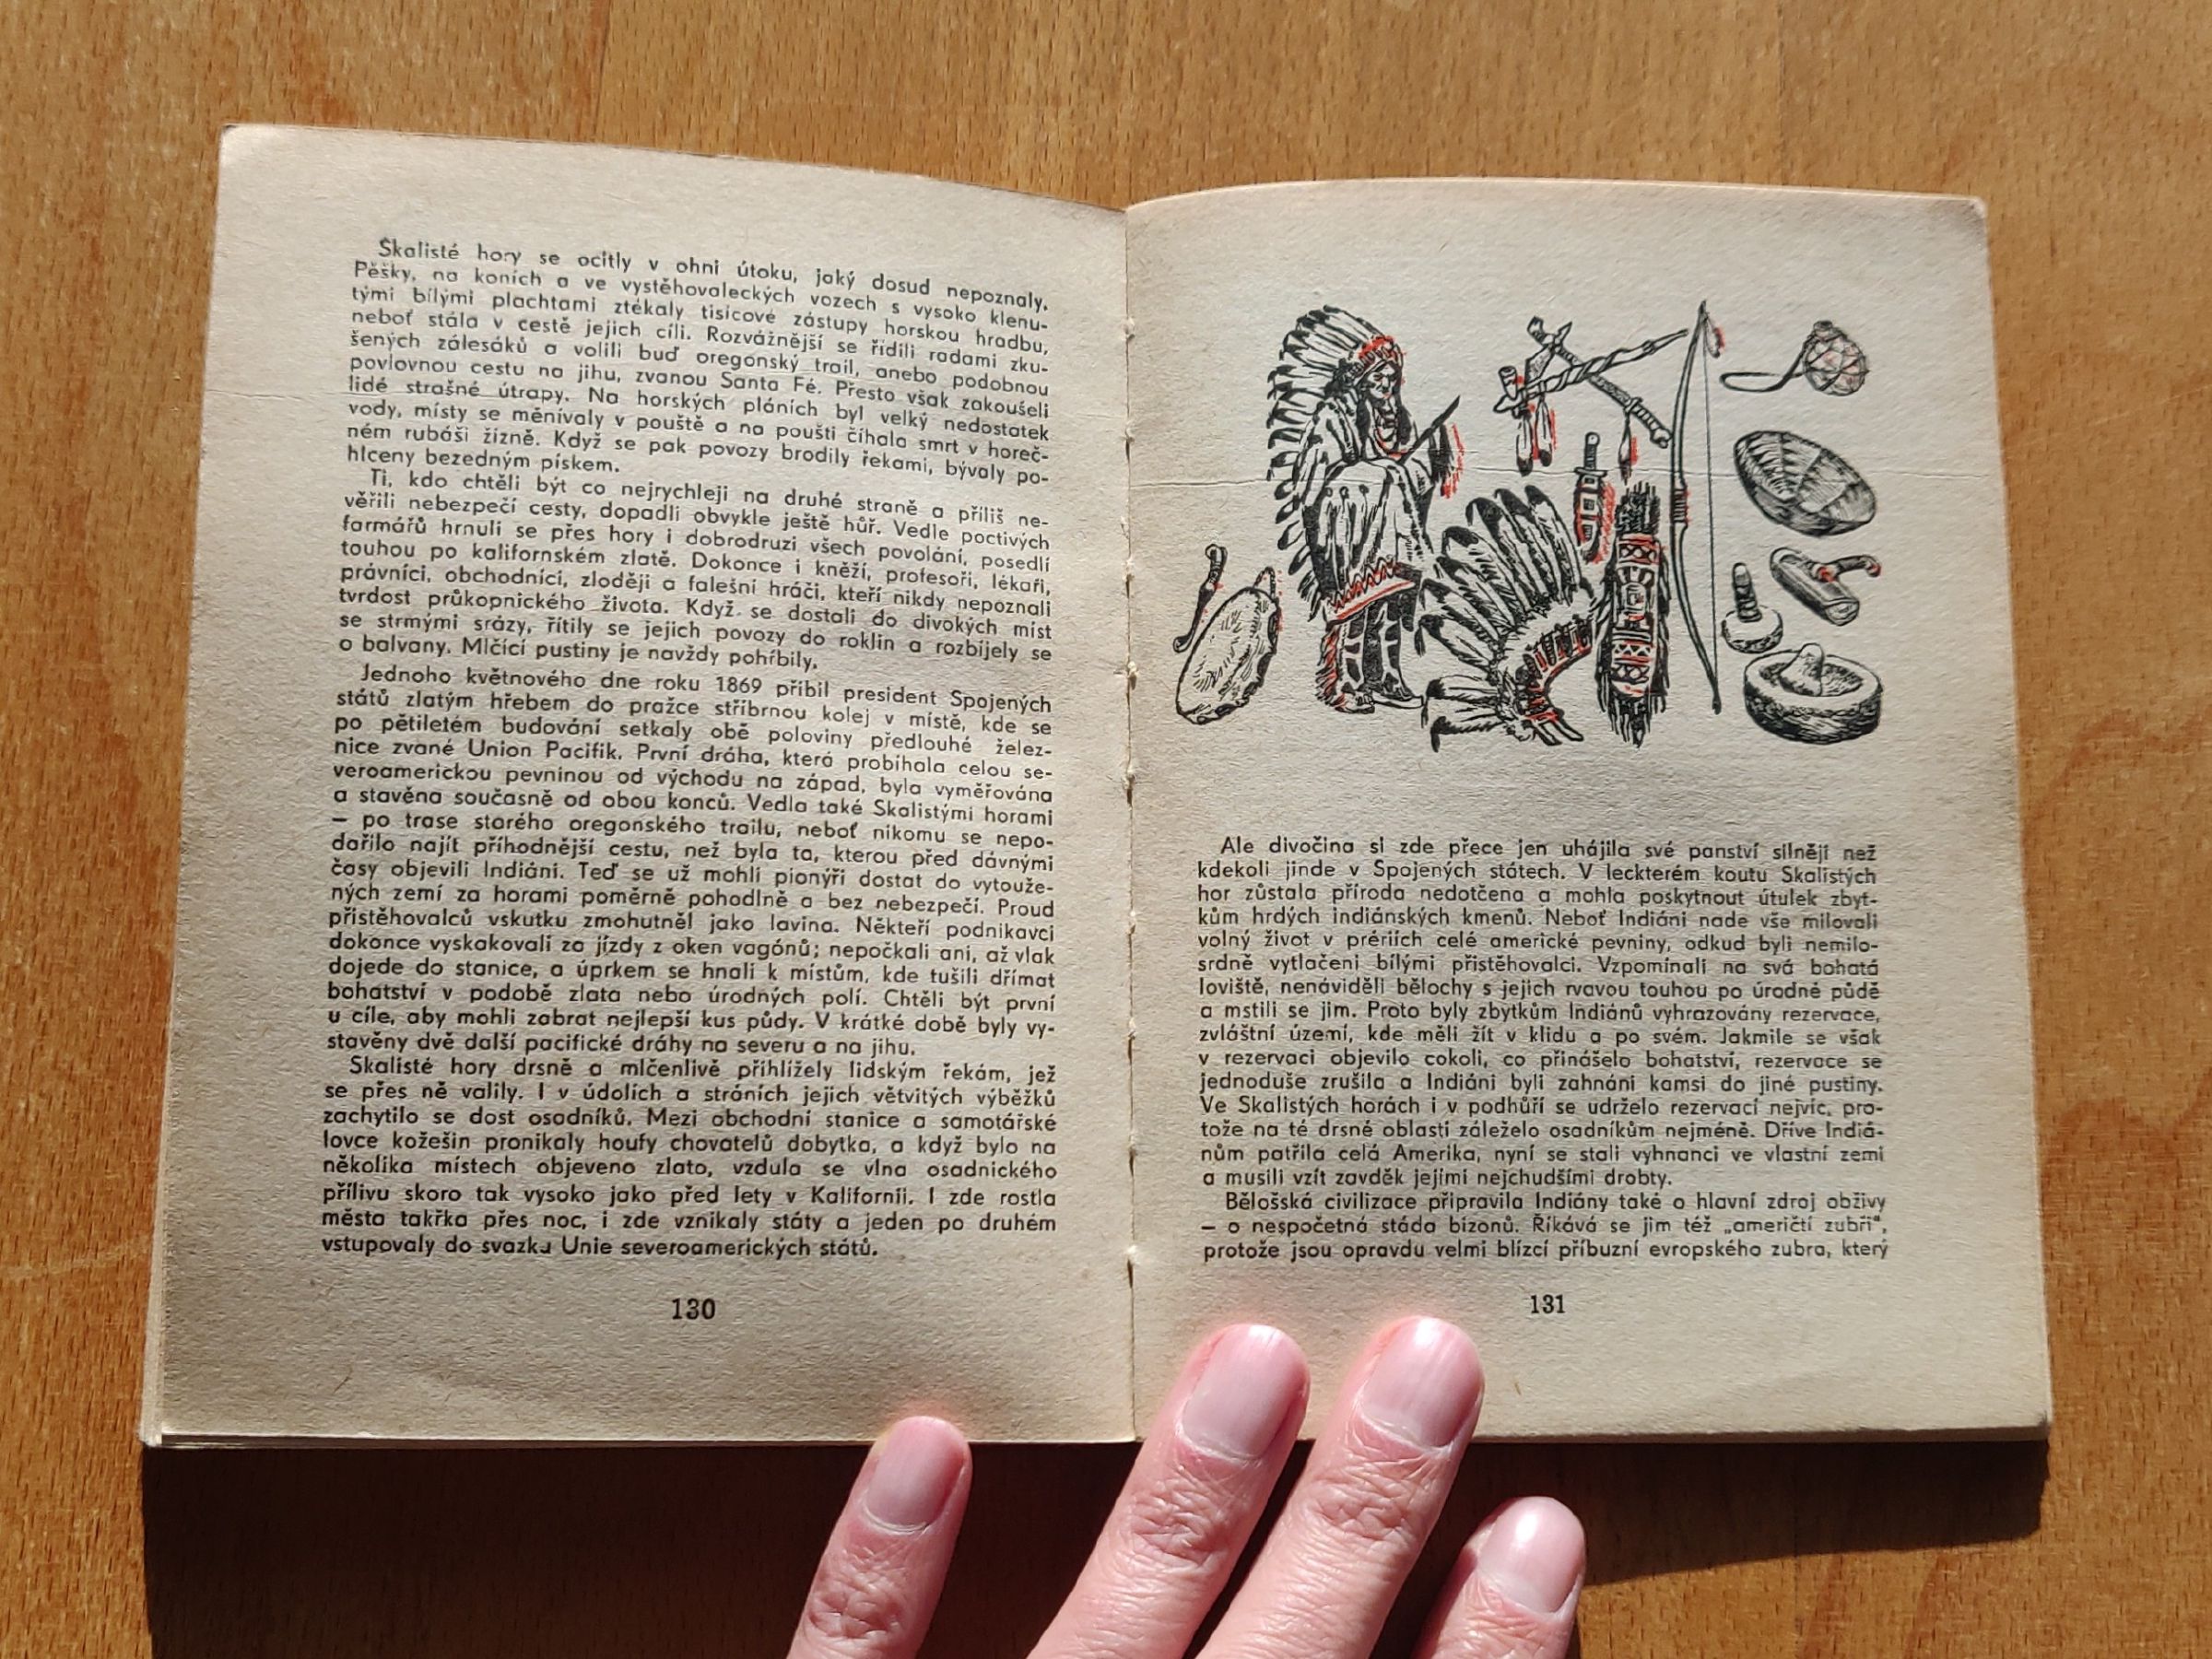 Skalisté hory se ocitly v ohni útoku, jaký dosud nepoznaly.
Pěšky, na koních a ve vystěhovaleckých vozech s vysoko klenu-
tými bílými plachtami ztékaly tisícové zástupy horskou hradbu,
neboť stála v cestě jejich cíli. Rozvážnější se řídili radami zku-
šených zálesáků a volili buď oregonský trail, anebo podobnou
povlovnou cestu na jihu, zvanou Santa Fé. Přesto však zakoušeli
lidé strašné útrapy. Na horských pláních byl velký nedostatek
vody, místy se měnívaly v pouště a na poušti číhala smrt v horeč-
ném rubáši žízně. Když se pak povozy brodily řekami, bývaly po-
hlceny bezedným pískem.
Ti, kdo chtěli být co nejrychleji na druhé straně a příliš ne-
věřili nebezpečí cesty, dopadli obvykle ještě hůř. Vedle poctivých
farmářů hrnuli se přes hory i dobrodruzi všech povolání, posedlí
touhou po kalifornském zlatě. Dokonce i kněží, profesoři, lékaři,
právníci, obchodníci, zloději a falešní hráči, kteří nikdy nepoznali
tvrdost průkopnického života. Když se dostali do divokých míst
se strmými srázy, řítily se jejich povozy do roklin a rozbíjely se
o balvany. Mlčící pustiny je navždy pohřbily.
Jednoho květnového dne roku 1869 přibil president Spojených
států zlatým hřebem do pražce stříbrnou kolej v místě, kde se
po pětiletém budování setkaly obě poloviny předlouhé želez-
nice zvané Union Pacifik. První dráha, která probíhala celou se-
veroamerickou pevninou od východu na západ, byla vyměřována
a stavěna současně od obou konců. Vedla také Skalistými horami
— po trase starého oregonského trailu, neboť nikomu se nepo-
dařilo najít příhodnější cestu, než byla ta, kterou před dávnými
časy objevili Indiáni. Teď se už mohli pionýři dostat do vytouže-
ných zemí za horami poměrně pohodlně a bez nebezpečí. Proud
přistěhovalců vskutku zmohutněl jako lavina. Někteří podnikavci
dokonce vyskakovali za jízdy z oken vagónů; nepočkali ani, až vlak
dojede do stanice, a úprkem se hnali k místům, kde tušili dřímat
bohatství v podobě zlata nebo úrodných polí. Chtěli být první
u cíle, aby mohli zabrat nejlepší kus půdy. V krátké době byly vy-
stavěny dvě další pacifické dráhy na severu a na jihu.
Skalisté hory drsně a mlčenlivě přihlížely lidským řekám, jež
se přes ně valily. I v údolích a stráních jejich větvitých výběžků
zachytilo se dost osadníků. Mezi obchodní stanice a samotářské
lovce kožešin pronikaly houfy chovatelů dobytka, a když bylo na
několika místech objeveno zlato, vzdula se vlna osadnického
přílivu skoro tak vysoko jako před lety v Kalifornii. I zde rostla
města takřka přes noc, i zde vznikaly státy a jeden po druhém
vstupovaly do svazku Unie severoamerických států.
130
Ale divočina si zde přece jen uhájila své panství silněji než
kdekoli jinde v Spojených státech. V leckterém koutu Skalistých
hor zůstala příroda nedotčena a mohla poskytnout útulek zbyt-
kům hrdých indiánských kmenů. Neboť Indiáni nade vše milovali
volný život v prériích celé americké pevniny, odkud byli nemilo-
srdně vytlačeni bílými přistěhovalci. Vzpomínali na svá bohatá
loviště, nenáviděli bělochy s jejich rvavou touhou po úrodné půdě
a mstili se jim. Proto byly zbytkům Indiánů vyhrazovány rezervace,
zvláštní území, kde měli žít v klidu a po svém. Jakmile se však
v rezervaci objevilo cokoli, co přinášelo bohatství, rezervace se
jednoduše zrušila a Indiáni byli zahnáni kamsi do jiné pustiny.
Ve Skalistých horách i v podhůří se udrželo rezervací nejvíc, pro-
tože na té drsné oblasti záleželo osadníkům nejméně. Dříve Indiá-
nům patřila celá Amerika, nyní se stali vyhnanci ve vlastní zemi
a musili vzít zavděk jejími nejchudšími drobty.
Bělošská civilizace připravila Indiány také o hlavní zdroj obživy
— o nespočetná stáda bizonů. Říkává se jim též „američtí zubři“,
protože jsou opravdu velmi blízcí příbuzní evropského zubra, který
131